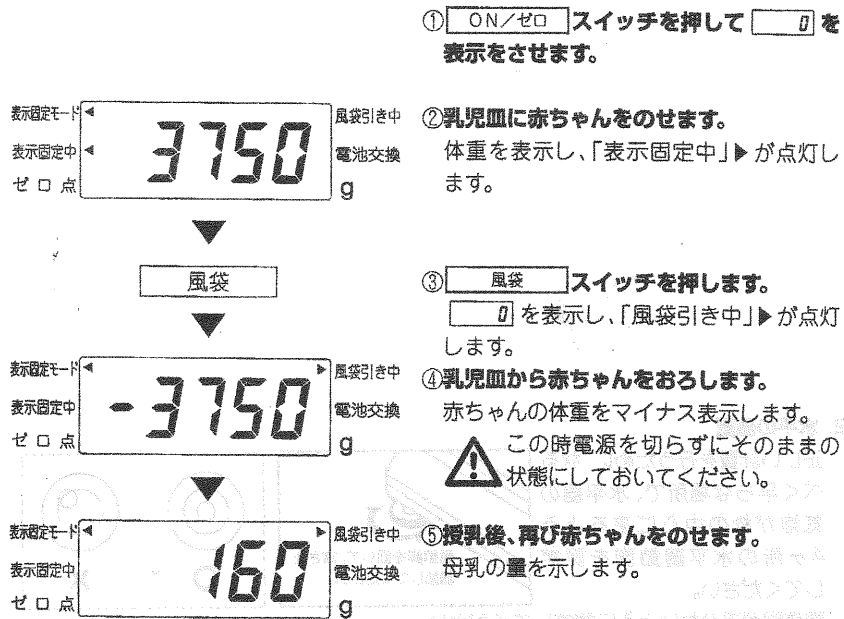 ① ON/ゼロ スイッチを押して 0 を
表示をさせます。
表示固定モード
表示固定中
ゼロ点
3750
風袋引き中
電池交換
g
②乳児皿に赤ちゃんをのせます。
体重を表示し、「表示固定中」▶が点灯し
ます。
風袋
③ 風袋 スイッチを押します。
0 を表示し、「風袋引き中」▶が点灯
します。
表示固定モード
表示固定中
ゼロ点
-3750
風袋引き中
電池交換
g
④乳児皿から赤ちゃんをおろします。
赤ちゃんの体重をマイナス表示します。
この時電源を切らずにそのままの
状態にしておいてください。
表示固定モード
表示固定中
ゼロ点
160
風袋引き中
電池交換
g
⑤授乳後、再び赤ちゃんをのせます。
母乳の量を示します。